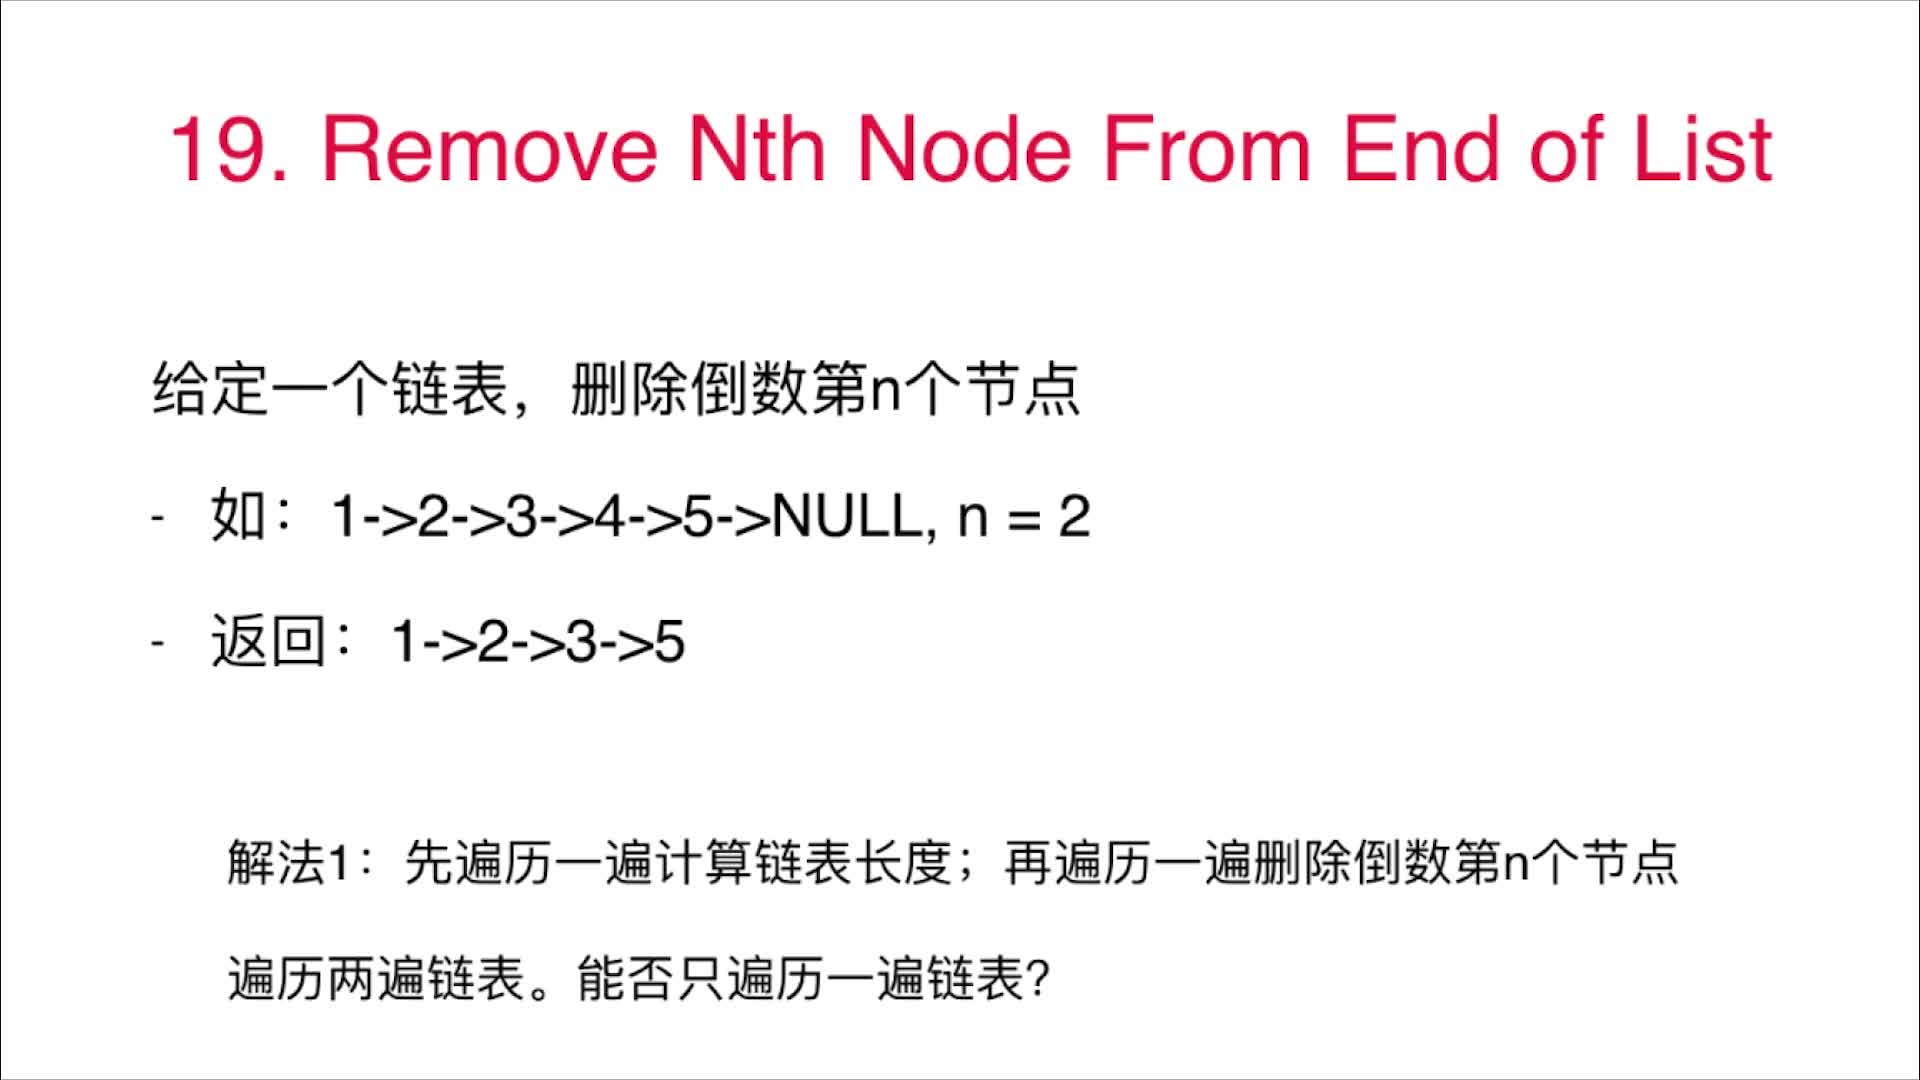 19. Remove Nth Node From End of List
给定一个链表，删除倒数第n个节点
- 如：1->2->3->4->5->NULL, n = 2
- 返回：1->2->3->5
解法1：先遍历一遍计算链表长度；再遍历一遍删除倒数第n个节点
遍历两遍链表。能否只遍历一遍链表？